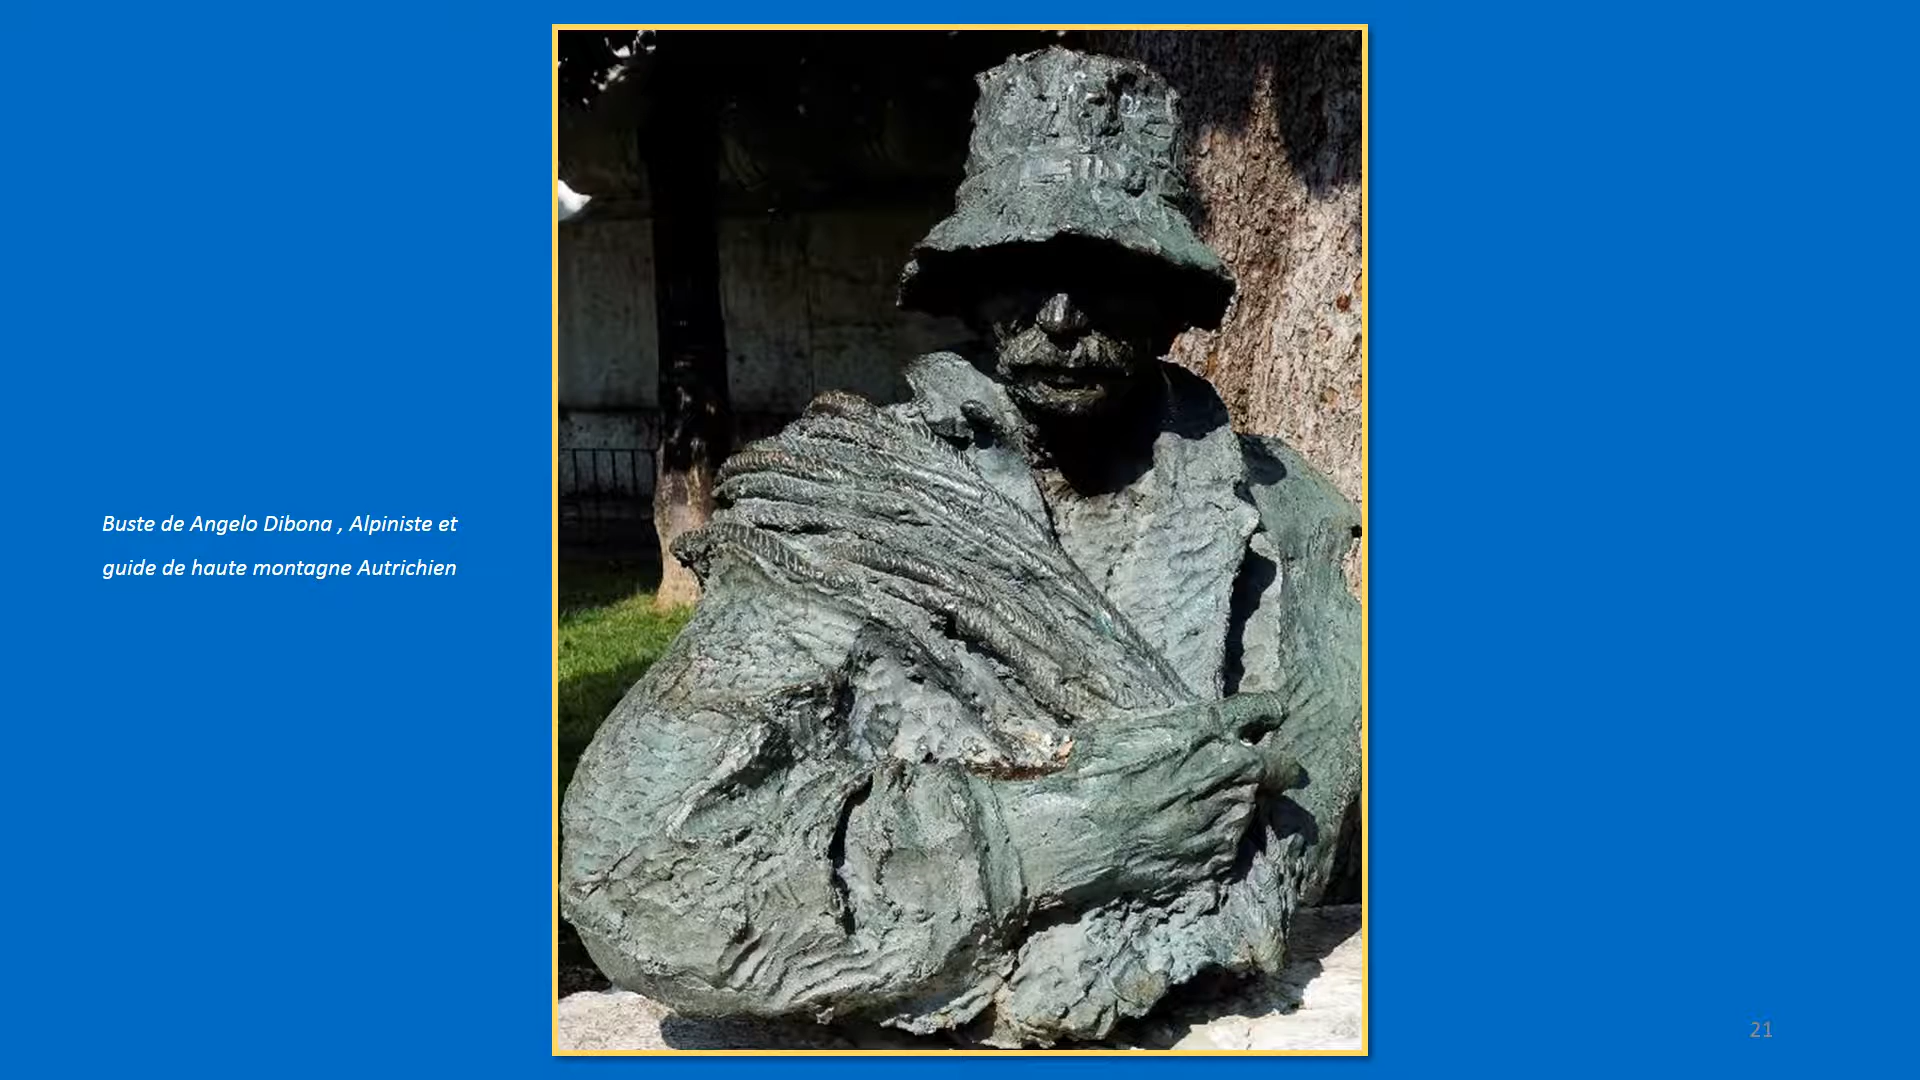 Buste de Angelo Dibona , Alpiniste et
guide de haute montagne Autrichien
21